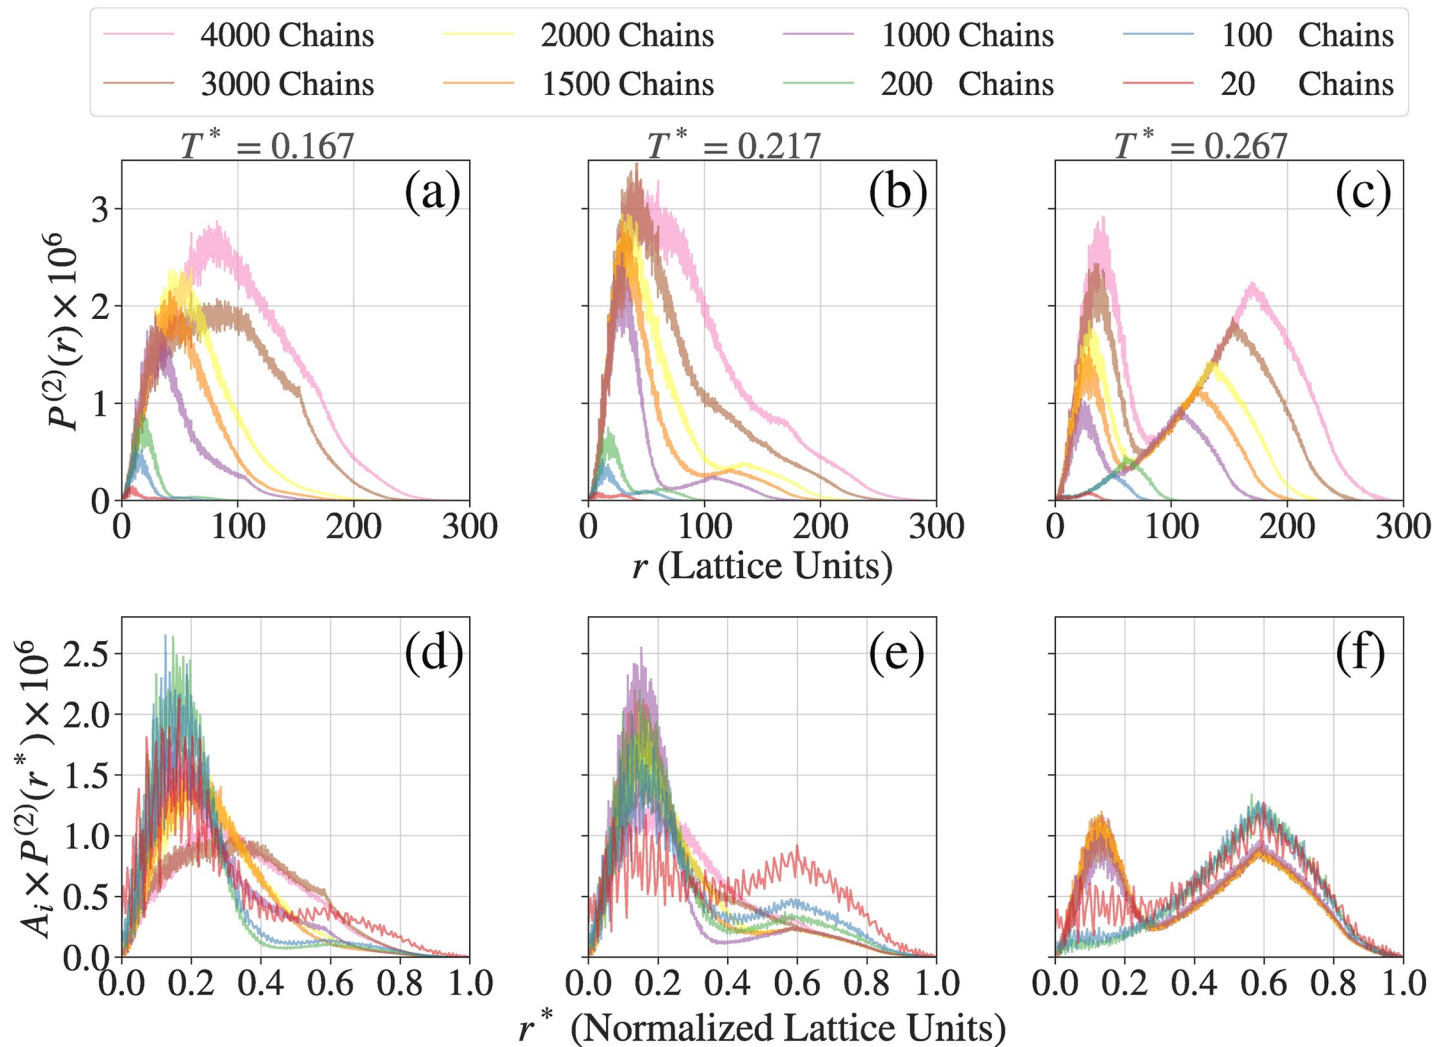 4000 Chains 2000 Chains 1000 Chains 100 Chains
3000 Chains 1500 Chains 200 Chains 20 Chains
T* = 0.167 T* = 0.217 T* = 0.267
(a) (b) (c)
P⁽²⁾(r) × 10⁶
3
2
1
0
0 100 200 300 0 100 200 300 0 100 200 300
r (Lattice Units)
(d) (e) (f)
Aᵢ × P⁽²⁾(r*) × 10⁶
2.5
2.0
1.5
1.0
0.5
0.0
0.0 0.2 0.4 0.6 0.8 1.0 0.0 0.2 0.4 0.6 0.8 1.0 0.0 0.2 0.4 0.6 0.8 1.0
r* (Normalized Lattice Units)